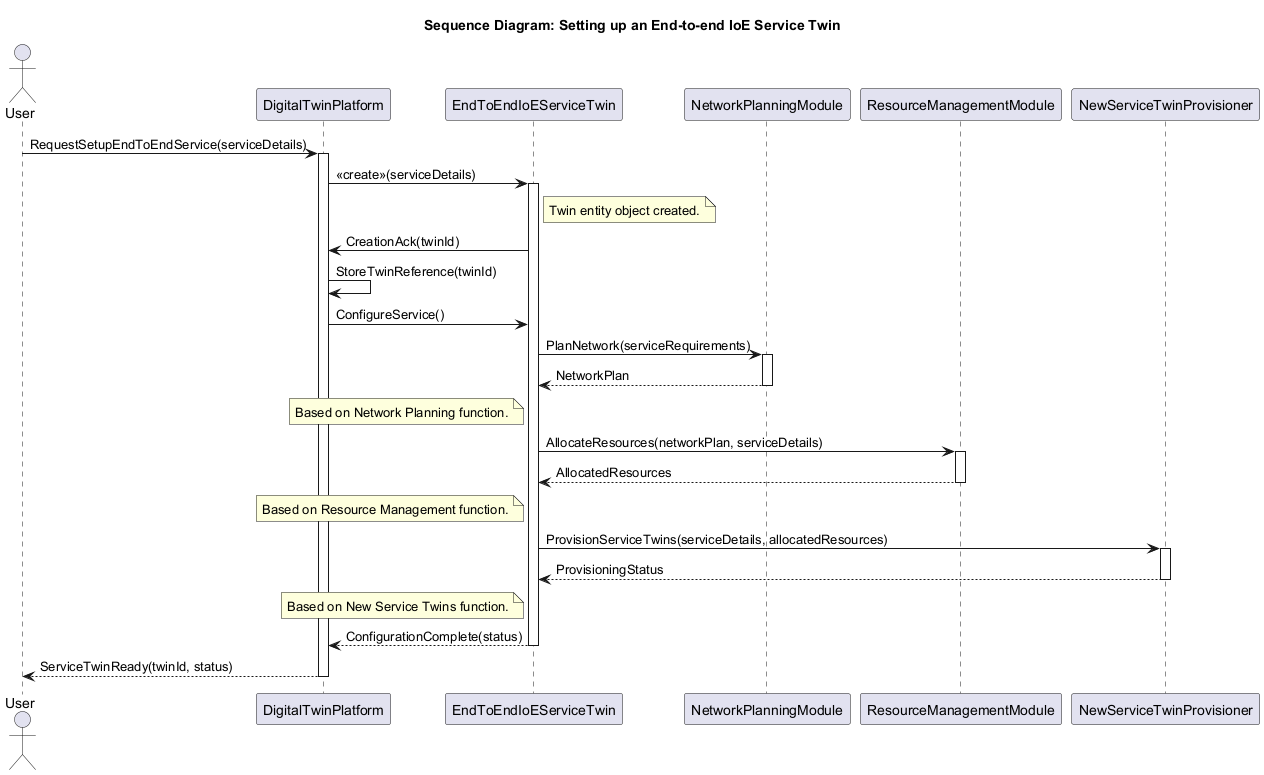 Sequence Diagram: Setting up an End-to-end IoE Service Twin
User
DigitalTwinPlatform
EndToEndIoEServiceTwin
NetworkPlanningModule
ResourceManagementModule
NewServiceTwinProvisioner
RequestSetupEndToEndService(serviceDetails)
«create»(serviceDetails)
Twin entity object created.
CreationAck(twinId)
StoreTwinReference(twinId)
ConfigureService()
PlanNetwork(serviceRequirements)
NetworkPlan
Based on Network Planning function.
AllocateResources(networkPlan, serviceDetails)
AllocatedResources
Based on Resource Management function.
ProvisionServiceTwins(serviceDetails, allocatedResources)
ProvisioningStatus
Based on New Service Twins function.
ConfigurationComplete(status)
ServiceTwinReady(twinId, status)
User
DigitalTwinPlatform
EndToEndIoEServiceTwin
NetworkPlanningModule
ResourceManagementModule
NewServiceTwinProvisioner